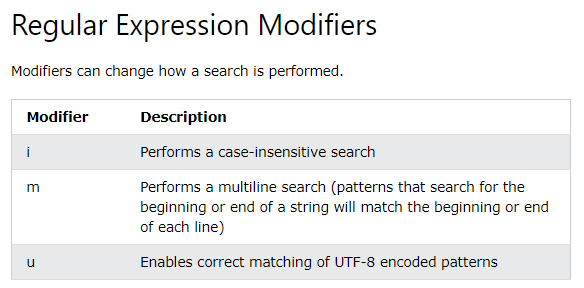 Regular Expression Modifiers
Modifiers can change how a search is performed.
Modifier Description
i Performs a case-insensitive search
m Performs a multiline search (patterns that search for the
beginning or end of a string will match the beginning or end
of each line)
u Enables correct matching of UTF-8 encoded patterns